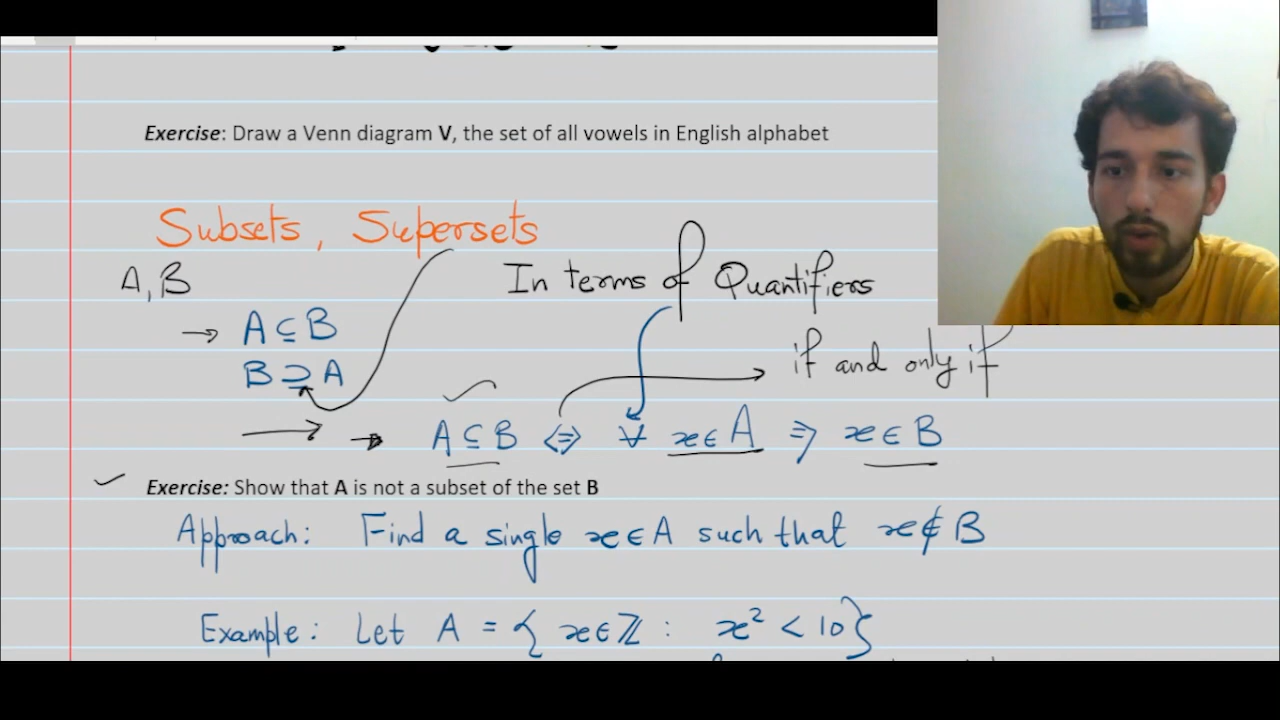 Exercise: Draw a Venn diagram V, the set of all vowels in English alphabet
Subsets, Supersets
A, B
In terms of Quantifiers
→ A ⊆ B
B ⊇ A
if and only if
→ A ⊆ B ⇔ ∀ x ∈ A ⇒ x ∈ B
Exercise: Show that A is not a subset of the set B
Approach: Find a single x ∈ A such that x ∉ B
Example: Let A = { x ∈ ℤ : x² < 10 }